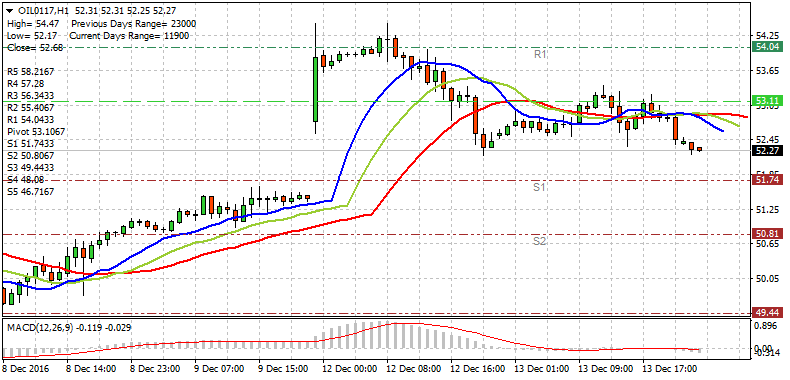 OIL0117,H1 52.31 52.31 52.25 52.27
High= 54.47 Previous Days Range= 23000
Low= 52.17 Current Days Range= 11900
Close= 52.68
R5 58.2167
R4 57.28
R3 56.3433
R2 55.4067
R1 54.0433
Pivot 53.1067
S1 51.7433
S2 50.8067
S3 49.4433
S4 48.08
S5 46.7167
R1
S1
S2
54.25
54.04
53.65
53.11
52.45
52.27
51.74
51.25
50.81
50.65
50.05
49.44
MACD(12,26,9) -0.119 -0.029
0.896
0.00
-0.314
8 Dec 2016
8 Dec 14:00
8 Dec 23:00
9 Dec 06:00
9 Dec 15:00
12 Dec 00:00
12 Dec 08:00
12 Dec 16:00
13 Dec 01:00
13 Dec 09:00
13 Dec 17:00